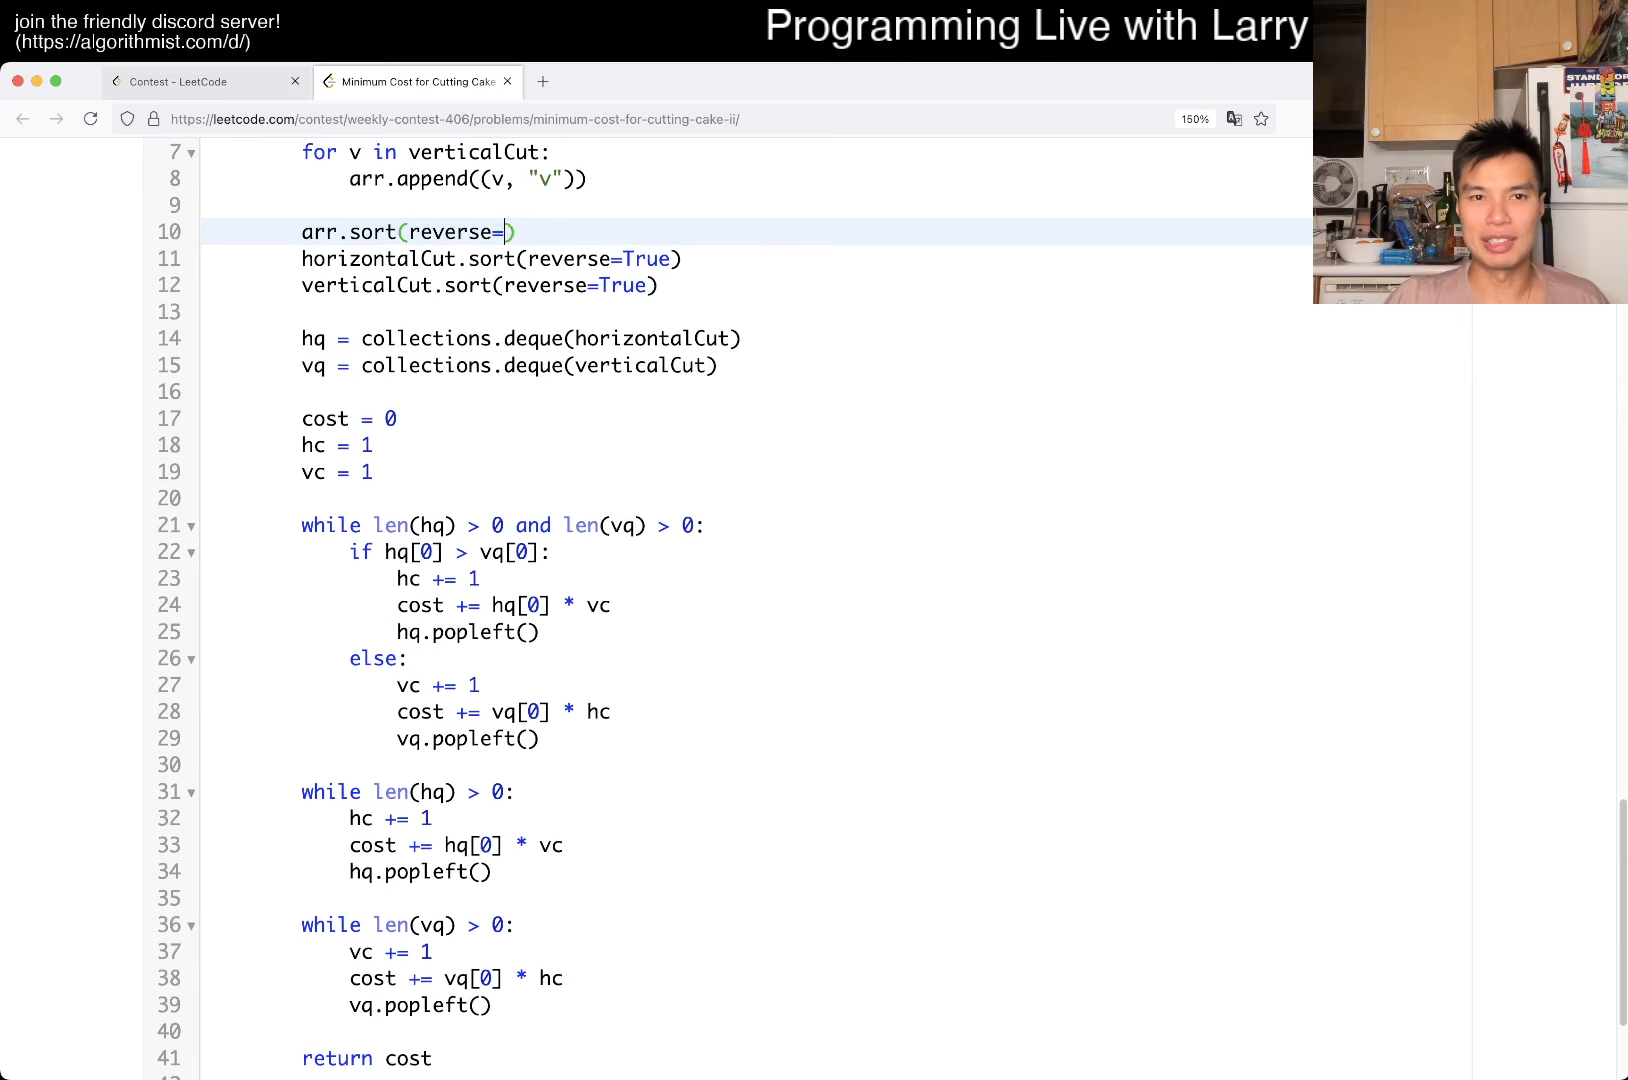 join the friendly discord server!
(https://algorithmist.com/d/)
Programming Live with Larry
Contest - LeetCode
Minimum Cost for Cutting Cake
https://leetcode.com/contest/weekly-contest-406/problems/minimum-cost-for-cutting-cake-ii/
150%
7 for v in verticalCut:
8 arr.append((v, "v"))
9
10 arr.sort(reverse=)
11 horizontalCut.sort(reverse=True)
12 verticalCut.sort(reverse=True)
13
14 hq = collections.deque(horizontalCut)
15 vq = collections.deque(verticalCut)
16
17 cost = 0
18 hc = 1
19 vc = 1
20
21 while len(hq) > 0 and len(vq) > 0:
22 if hq[0] > vq[0]:
23 hc += 1
24 cost += hq[0] * vc
25 hq.popleft()
26 else:
27 vc += 1
28 cost += vq[0] * hc
29 vq.popleft()
30
31 while len(hq) > 0:
32 hc += 1
33 cost += hq[0] * vc
34 hq.popleft()
35
36 while len(vq) > 0:
37 vc += 1
38 cost += vq[0] * hc
39 vq.popleft()
40
41 return cost